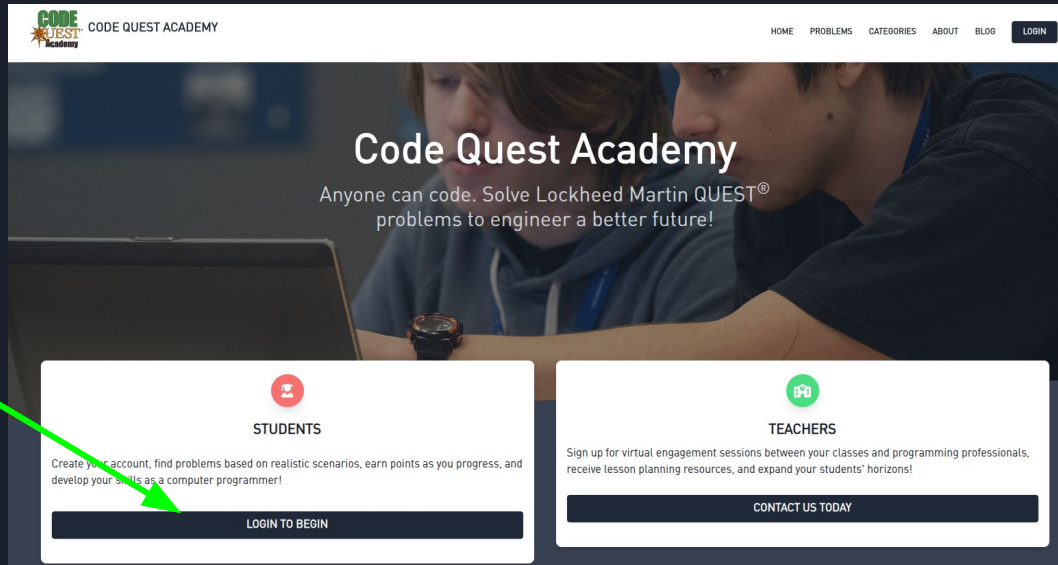 CODE
QUEST
Academy
CODE QUEST ACADEMY
HOME PROBLEMS CATEGORIES ABOUT BLOG LOGIN
Code Quest Academy
Anyone can code. Solve Lockheed Martin QUEST®
problems to engineer a better future!
STUDENTS
Create your account, find problems based on realistic scenarios, earn points as you progress, and
develop your skills as a computer programmer!
LOGIN TO BEGIN
TEACHERS
Sign up for virtual engagement sessions between your classes and programming professionals,
receive lesson planning resources, and expand your students' horizons!
CONTACT US TODAY